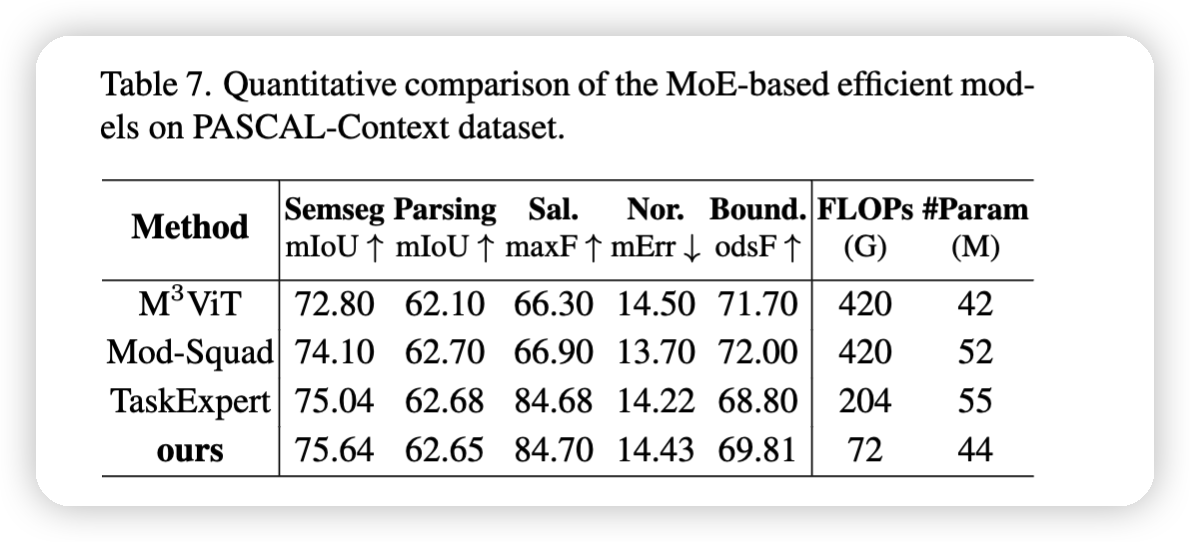 Table 7. Quantitative comparison of the MoE-based efficient mod-
els on PASCAL-Context dataset.
Method Semseg Parsing Sal. Nor. Bound. FLOPs #Param
mIoU ↑ mIoU ↑ maxF ↑ mErr ↓ odsF ↑ (G) (M)
M³ViT 72.80 62.10 66.30 14.50 71.70 420 42
Mod-Squad 74.10 62.70 66.90 13.70 72.00 420 52
TaskExpert 75.04 62.68 84.68 14.22 68.80 204 55
ours 75.64 62.65 84.70 14.43 69.81 72 44